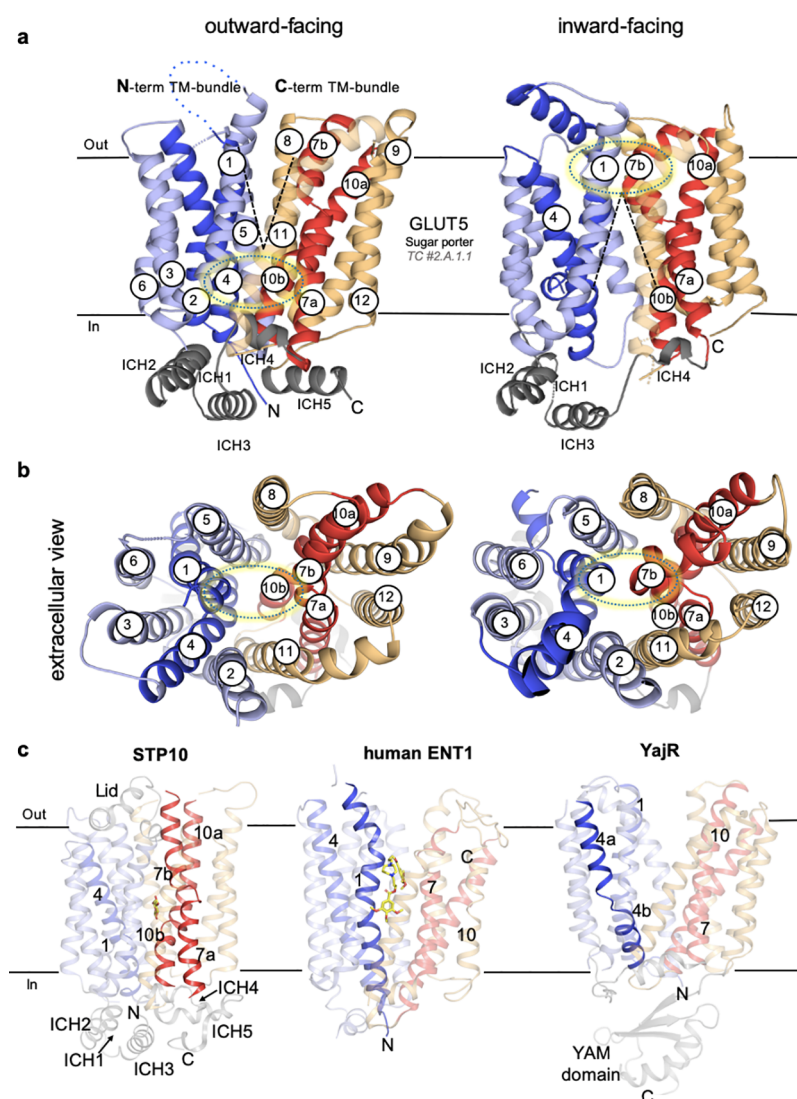 outward-facing
inward-facing
a
N-term TM-bundle
C-term TM-bundle
Out
1
8
7b
9
10a
5
11
6
3
4
10b
2
7a
12
In
ICH2
ICH1
ICH4
ICH5
ICH3
N
C
GLUT5
Sugar porter
TC #2.A.1.1
1
7b
10a
4
7a
10b
C
ICH2
ICH1
ICH4
ICH3
b
extracellular view
8
10a
5
6
1
7b
9
10b
7a
12
3
4
11
2
8
10a
5
9
6
1
7b
10b
7a
12
3
4
11
2
c
STP10
human ENT1
YajR
Lid
Out
10a
7b
4
10b
1
7a
In
N
ICH4
ICH2
ICH5
ICH1
ICH3
C
4
1
C
7
10
N
1
4a
10
4b
7
N
YAM
domain
C